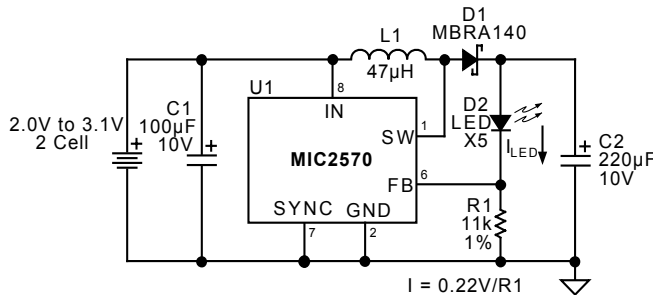 D1
MBRA140
L1
47µH
U1
8
IN
C1
100µF
10V
2.0V to 3.1V
2 Cell
+
+
SW
1
MIC2570
D2
LED
X5
ILED
+
C2
220µF
10V
FB
6
SYNC
GND
7
2
R1
11k
1%
I = 0.22V/R1